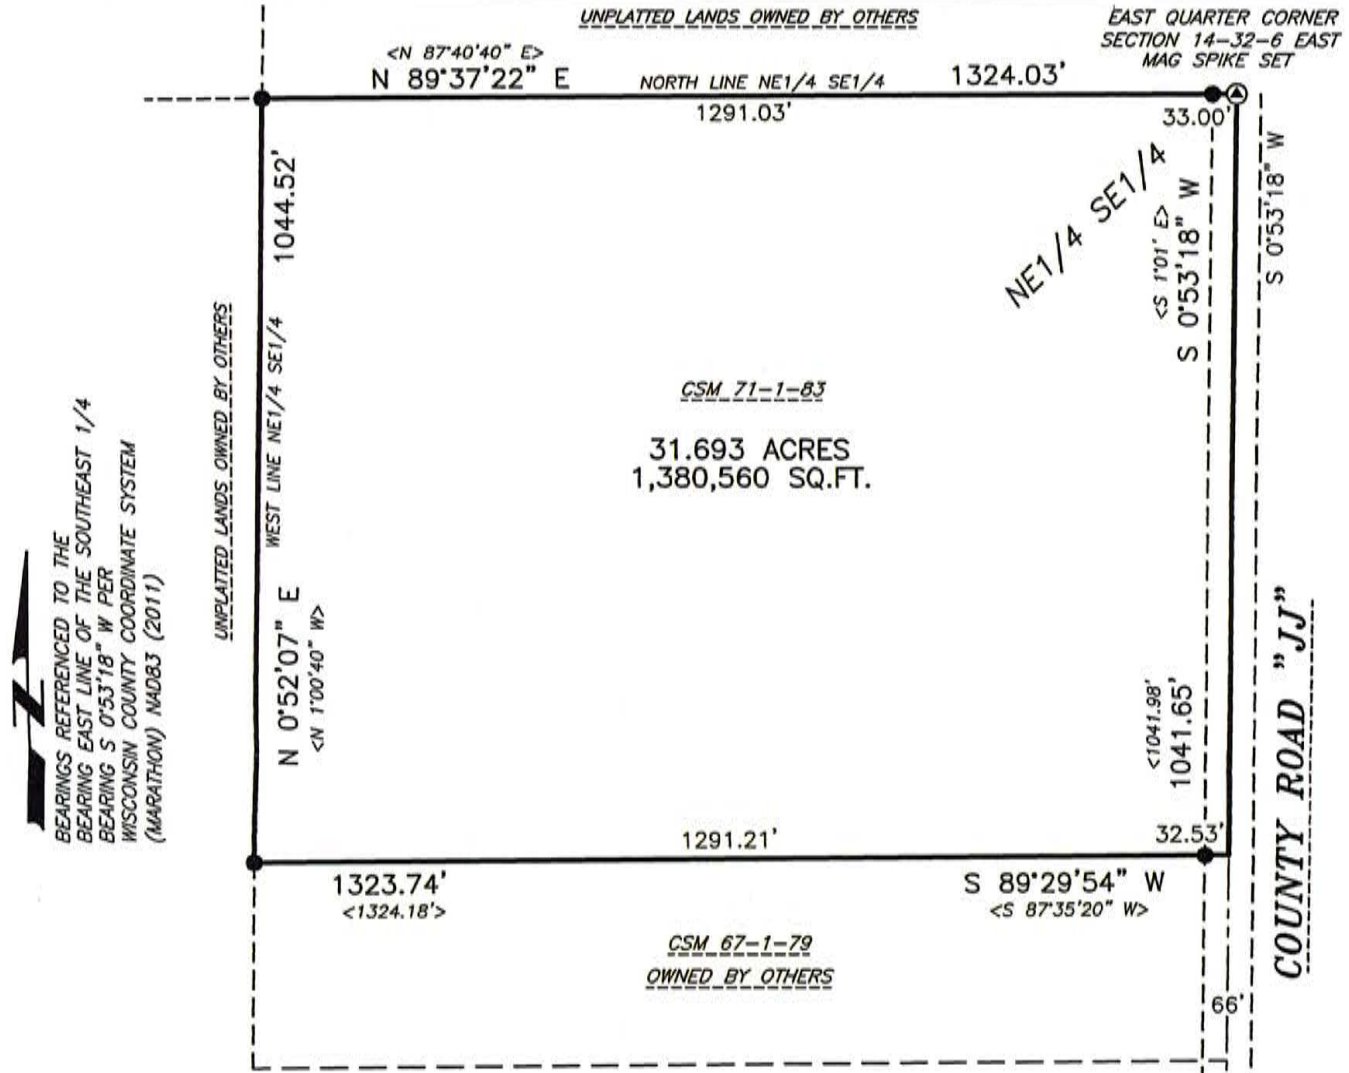 UNPLATTED LANDS OWNED BY OTHERS
EAST QUARTER CORNER
SECTION 14-32-6 EAST
MAG SPIKE SET
<N 87°40'40" E>
N 89°37'22" E
NORTH LINE NE1/4 SE1/4
1324.03'
1291.03'
33.00'
1044.52'
WEST LINE NE1/4 SE1/4
N 0°52'07" E
<N 1°00'40" W>
UNPLATTED LANDS OWNED BY OTHERS
NE1/4 SE1/4
<S 1°01' E>
S 0°53'18" W
S 0°53'18" W
CSM 71-1-83
31.693 ACRES
1,380,560 SQ.FT.
BEARINGS REFERENCED TO THE
BEARING EAST LINE OF THE SOUTHEAST 1/4
BEARING S 0°53'18" W PER
WISCONSIN COUNTY COORDINATE SYSTEM
(MARATHON) NAD83 (2011)
<1041.98'
1041.65'
COUNTY ROAD "JJ"
1291.21'
32.53'
1323.74'
<1324.18'>
S 89°29'54" W
<S 87°35'20" W>
CSM 67-1-79
OWNED BY OTHERS
66'